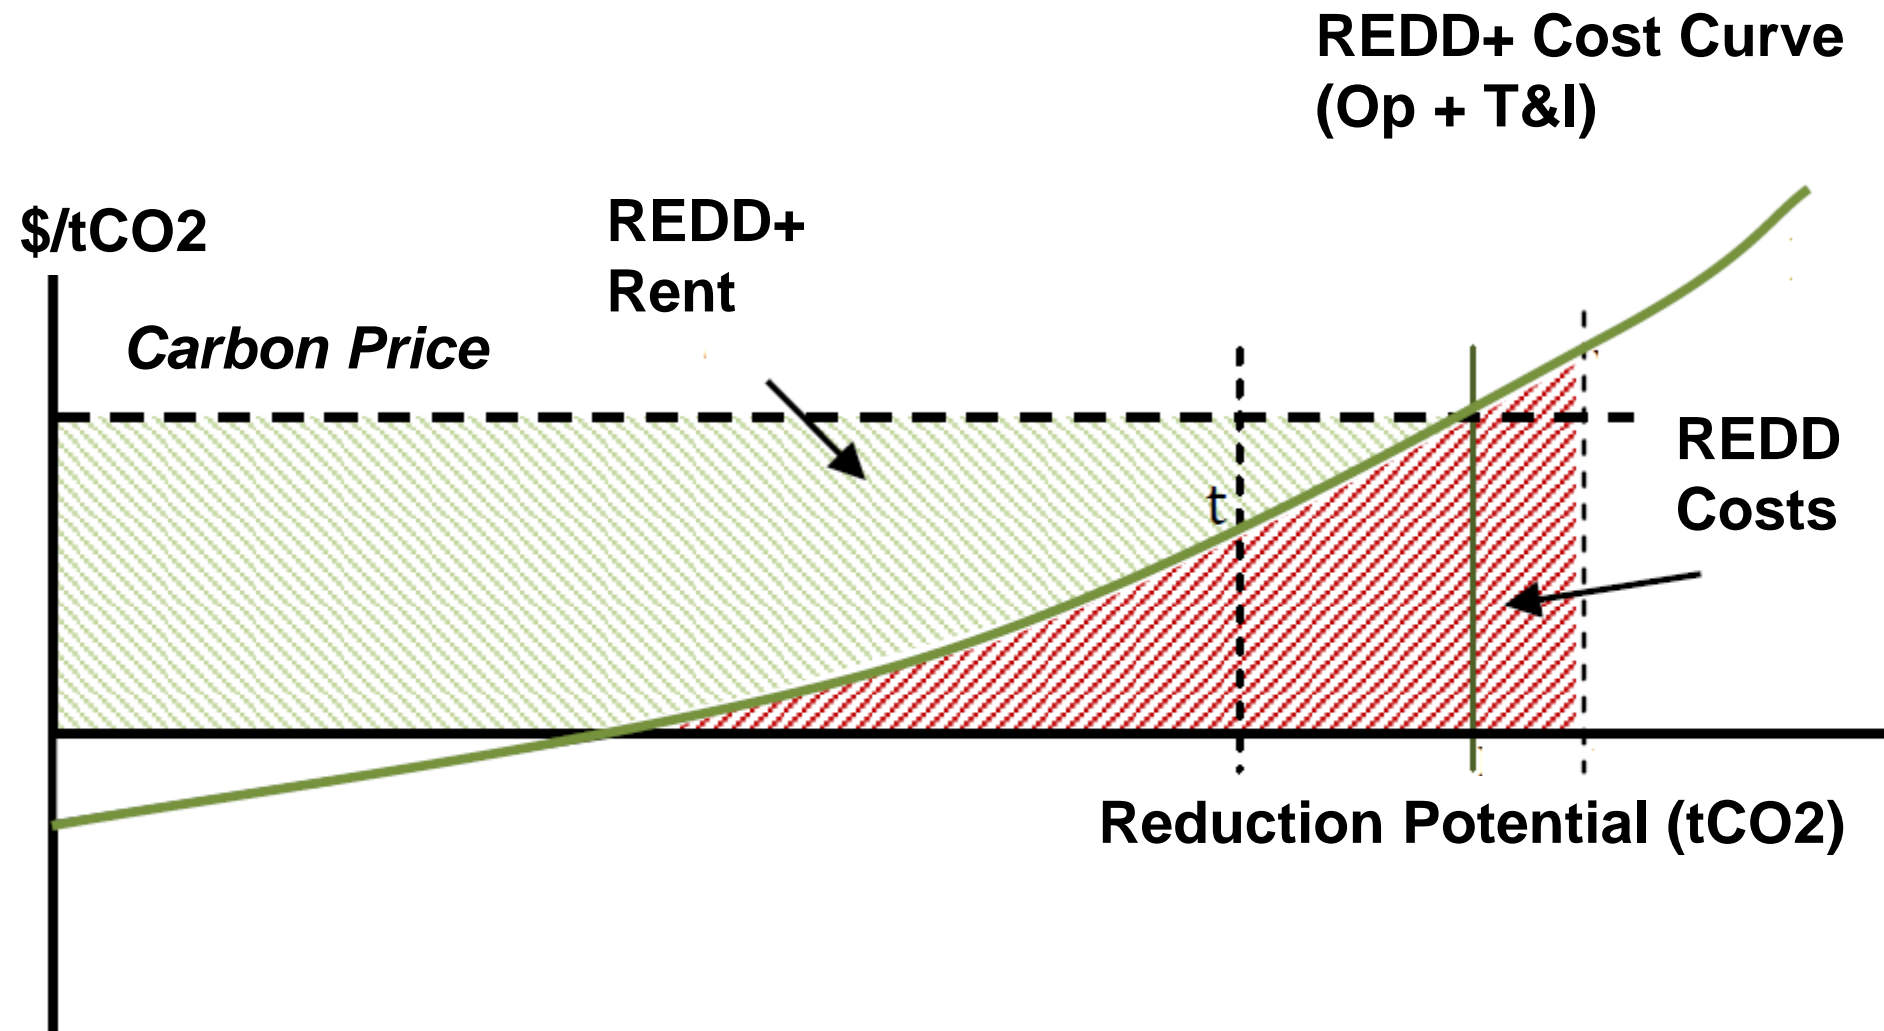 REDD+ Cost Curve
(Op + T&I)
$/tCO2
REDD+
Rent
Carbon Price
REDD
Costs
t
Reduction Potential (tCO2)